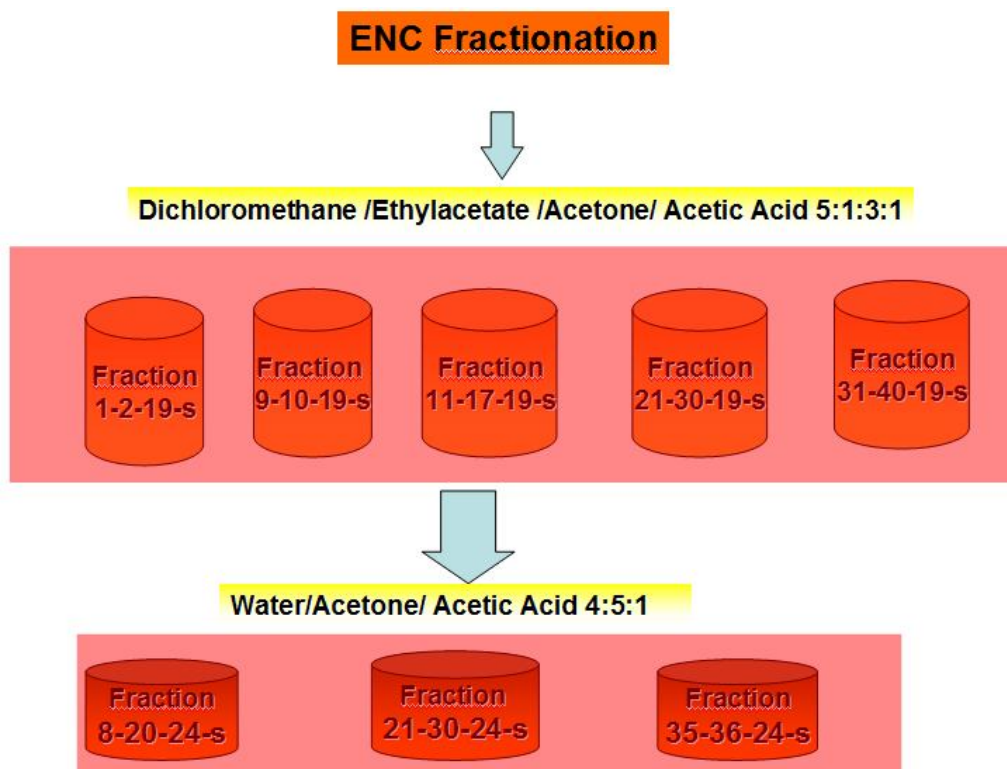 ENC Fractionation
Dichloromethane /Ethylacetate /Acetone/ Acetic Acid 5:1:3:1
Fraction
1-2-19-s
Fraction
9-10-19-s
Fraction
11-17-19-s
Fraction
21-30-19-s
Fraction
31-40-19-s
Water/Acetone/ Acetic Acid 4:5:1
Fraction
8-20-24-s
Fraction
21-30-24-s
Fraction
35-36-24-s